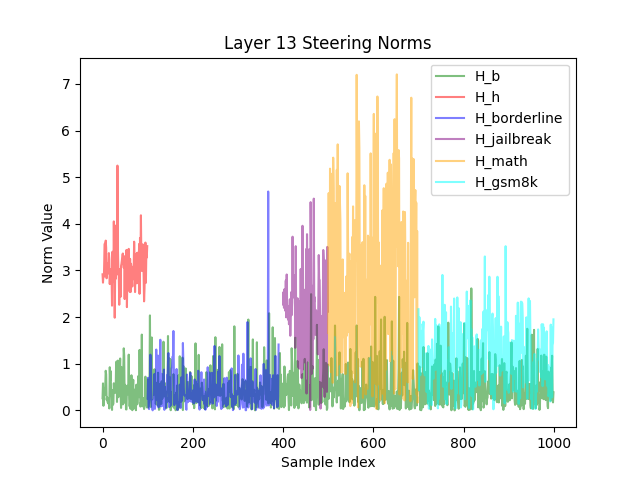 Layer 13 Steering Norms
H_b
H_h
H_borderline
H_jailbreak
H_math
H_gsm8k
Norm Value
7
6
5
4
3
2
1
0
0
200
400
600
800
1000
Sample Index